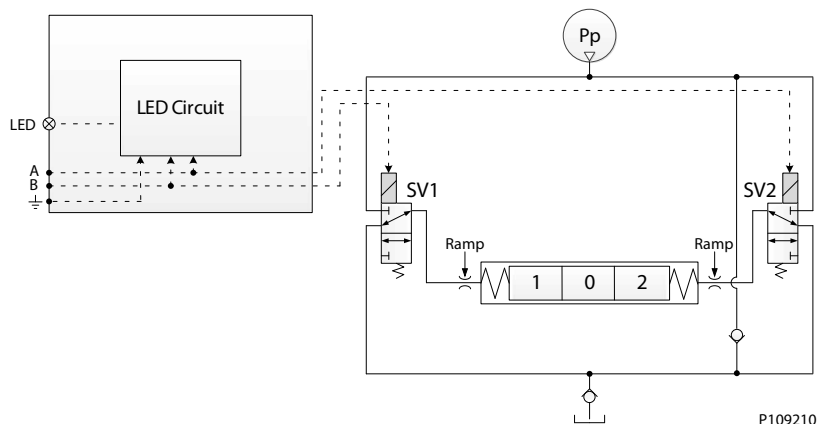 Pp
LED Circuit
LED
A
B
SV1
SV2
Ramp
Ramp
1 0 2
P109210